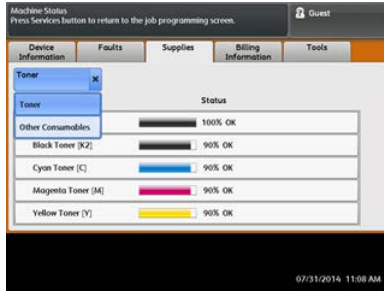 Machine Status
Press Services button to return to the job programming screen.
Guest
Device Information
Faults
Supplies
Billing Information
Tools
Toner
Toner
Other Consumables
Status
100% OK
Black Toner [K2]
90% OK
Cyan Toner [C]
90% OK
Magenta Toner [M]
90% OK
Yellow Toner [Y]
90% OK
07/31/2014 11:08 AM